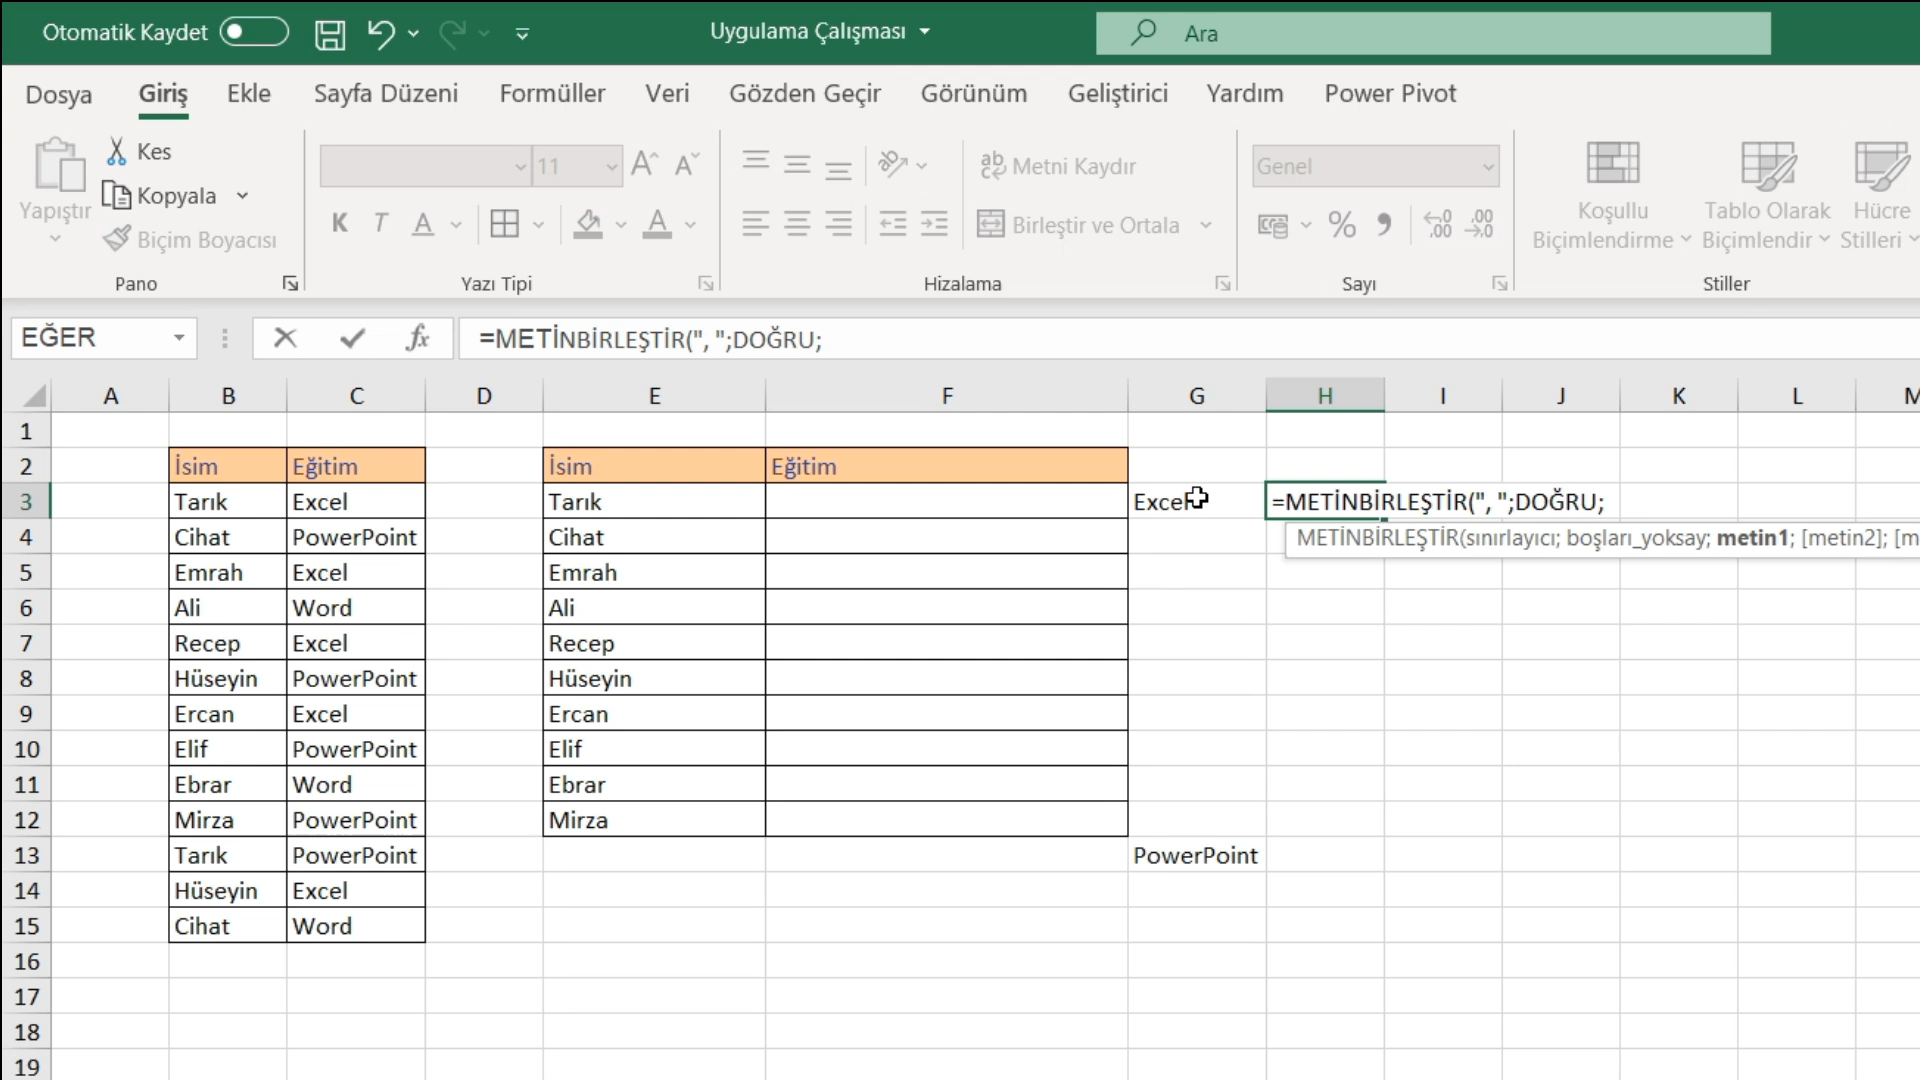 Otomatik Kaydet
Uygulama Çalışması
Ara
Dosya Giriş Ekle Sayfa Düzeni Formüller Veri Gözden Geçir Görünüm Geliştirici Yardım Power Pivot
Yapıştır
Kes
Kopyala
Biçim Boyacısı
Pano
11
K T A
Yazı Tipi
Metni Kaydır
Birleştir ve Ortala
Hizalama
Genel
Sayı
Koşullu Biçimlendirme
Tablo Olarak Biçimlendir
Hücre Stilleri
Stiller
EĞER
fx
=METİNBİRLEŞTİR(", ";DOĞRU;
A B C D E F G H I J K L M
1
2 İsim Eğitim İsim Eğitim
3 Tarık Excel Tarık Excel =METİNBİRLEŞTİR(", ";DOĞRU;
METİNBİRLEŞTİR(sınırlayıcı; boşları_yoksay; metin1; [metin2]; [m
4 Cihat PowerPoint Cihat
5 Emrah Excel Emrah
6 Ali Word Ali
7 Recep Excel Recep
8 Hüseyin PowerPoint Hüseyin
9 Ercan Excel Ercan
10 Elif PowerPoint Elif
11 Ebrar Word Ebrar
12 Mirza PowerPoint Mirza
13 Tarık PowerPoint PowerPoint
14 Hüseyin Excel
15 Cihat Word
16
17
18
19